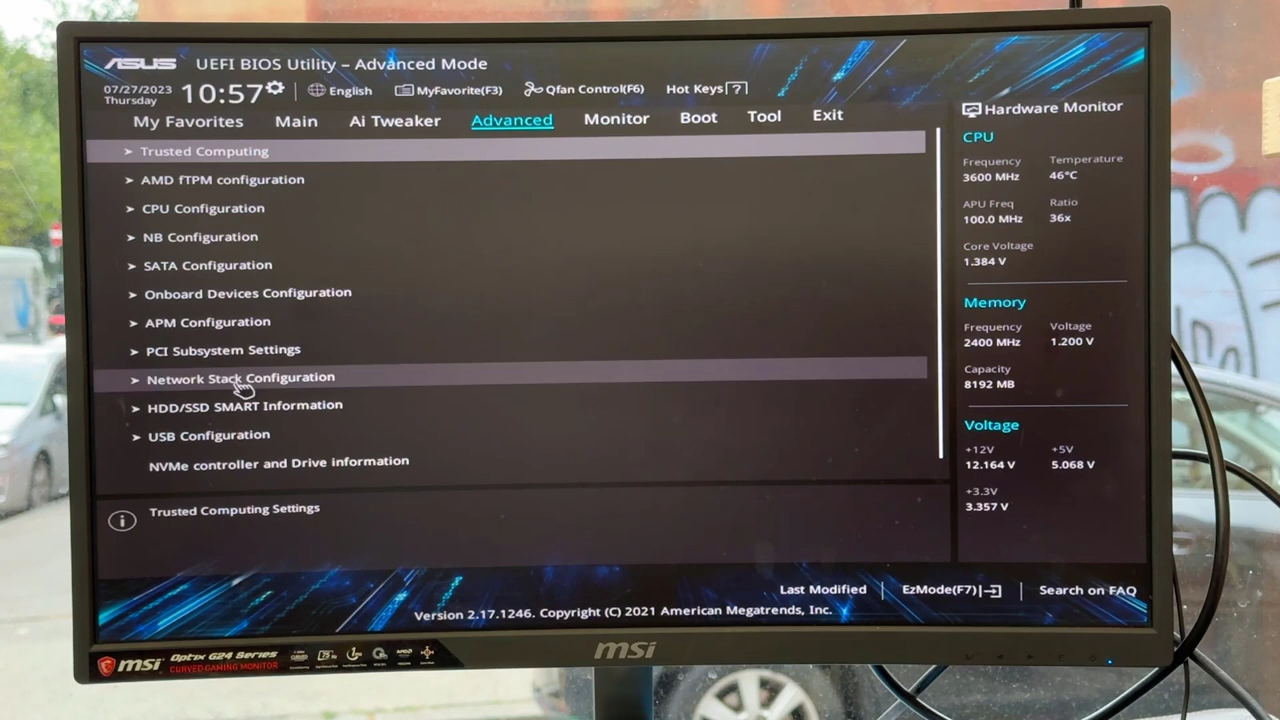 ASUS UEFI BIOS Utility – Advanced Mode
07/27/2023
Thursday
10:57
English
MyFavorite(F3)
Qfan Control(F6)
Hot Keys ?
My Favorites Main Ai Tweaker Advanced Monitor Boot Tool Exit
> Trusted Computing
> AMD fTPM configuration
> CPU Configuration
> NB Configuration
> SATA Configuration
> Onboard Devices Configuration
> APM Configuration
> PCI Subsystem Settings
> Network Stack Configuration
> HDD/SSD SMART Information
> USB Configuration
NVMe controller and Drive information
i Trusted Computing Settings
Hardware Monitor
CPU
Frequency Temperature
3600 MHz 46°C
APU Freq Ratio
100.0 MHz 36x
Core Voltage
1.384 V
Memory
Frequency Voltage
2400 MHz 1.200 V
Capacity
8192 MB
Voltage
+12V +5V
12.164 V 5.068 V
+3.3V
3.357 V
Last Modified EzMode(F7) Search on FAQ
Version 2.17.1246. Copyright (C) 2021 American Megatrends, Inc.
msi Optix G24 Series
CURVED GAMING MONITOR
msi